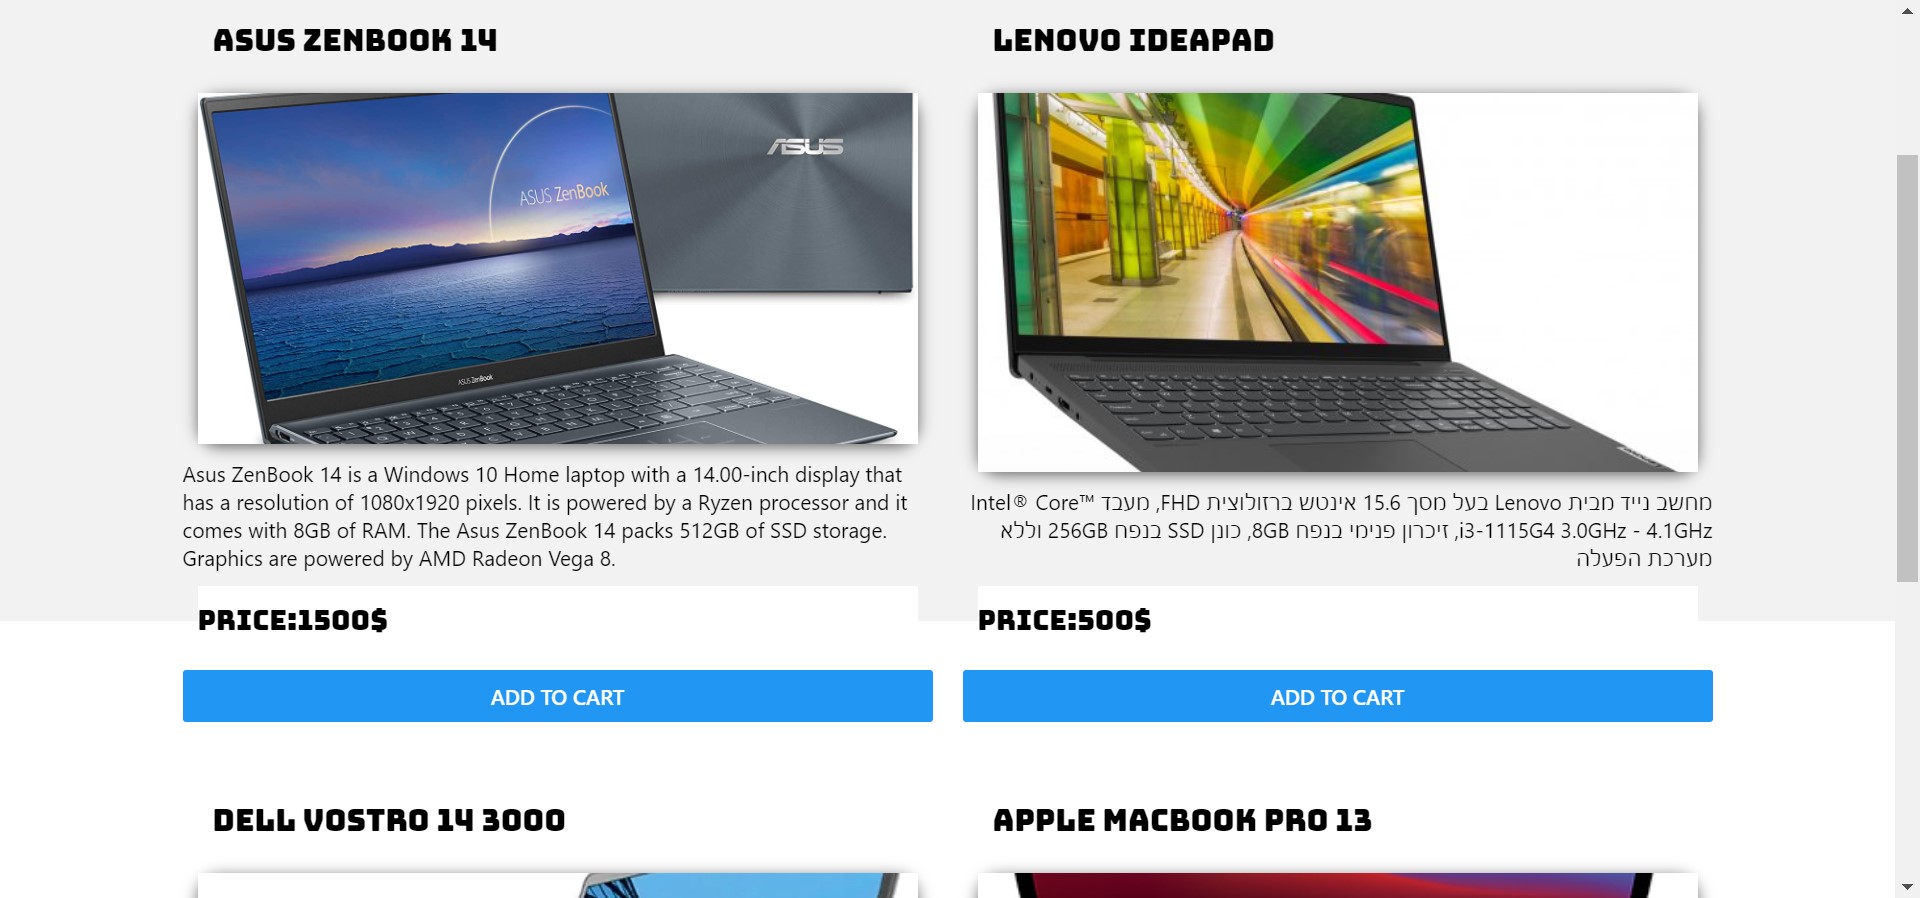 ASUS ZENBOOK 14
LENOVO IDEAPAD
ASUS
ASUS ZenBook
ASUS ZenBook
Asus ZenBook 14 is a Windows 10 Home laptop with a 14.00-inch display that
has a resolution of 1080x1920 pixels. It is powered by a Ryzen processor and it
comes with 8GB of RAM. The Asus ZenBook 14 packs 512GB of SSD storage.
Graphics are powered by AMD Radeon Vega 8.
מחשב נייד מבית Lenovo בעל מסך 15.6 אינטש ברזולוצית FHD, מעבד Intel® Core™
i3-1115G4 3.0GHz - 4.1GHz, זיכרון פנימי בנפח 8GB, כונן SSD בנפח 256GB וללא
מערכת הפעלה
PRICE:1500$
PRICE:500$
ADD TO CART
ADD TO CART
DELL VOSTRO 14 3000
APPLE MACBOOK PRO 13